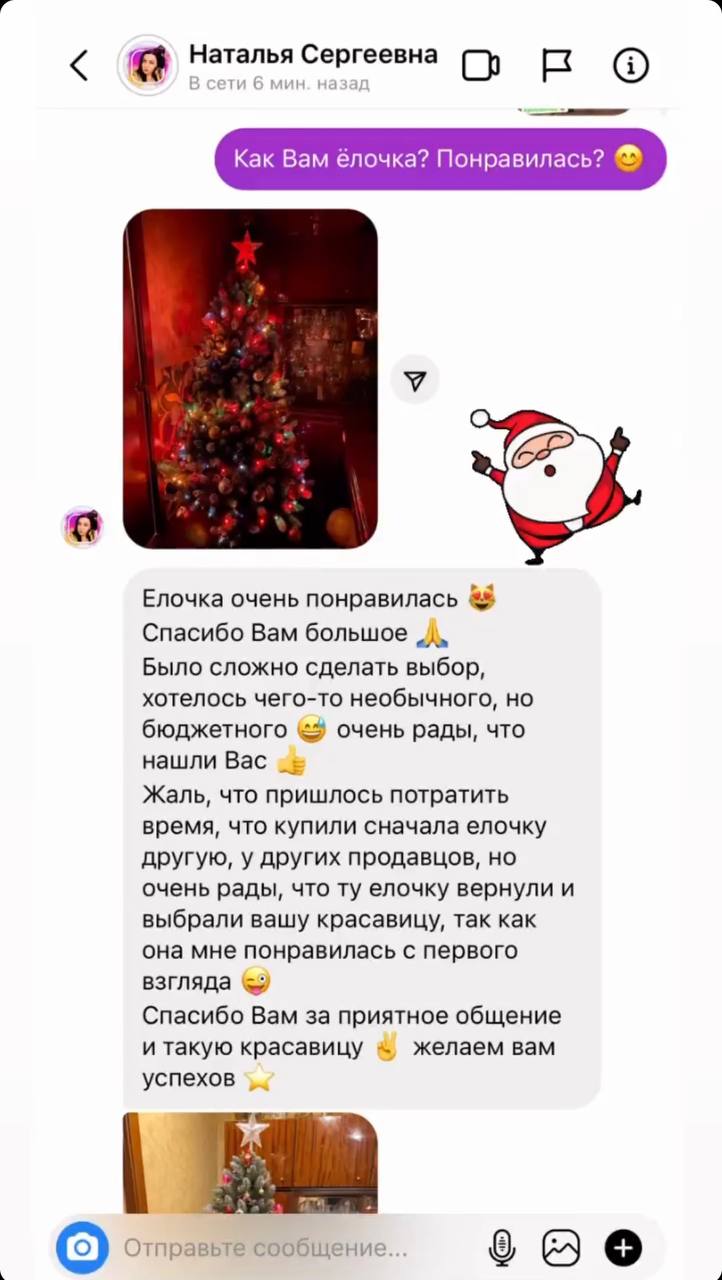 Наталья Сергеевна
В сети 6 мин. назад
Как Вам ёлочка? Понравилась? 😊
Елочка очень понравилась 😻
Спасибо Вам большое 🙏
Было сложно сделать выбор,
хотелось чего-то необычного, но
бюджетного 😅 очень рады, что
нашли Вас 👍
Жаль, что пришлось потратить
время, что купили сначала елочку
другую, у других продавцов, но
очень рады, что ту елочку вернули и
выбрали вашу красавицу, так как
она мне понравилась с первого
взгляда 😜
Спасибо Вам за приятное общение
и такую красавицу ✌️ желаем вам
успехов ⭐
Отправьте сообщение...